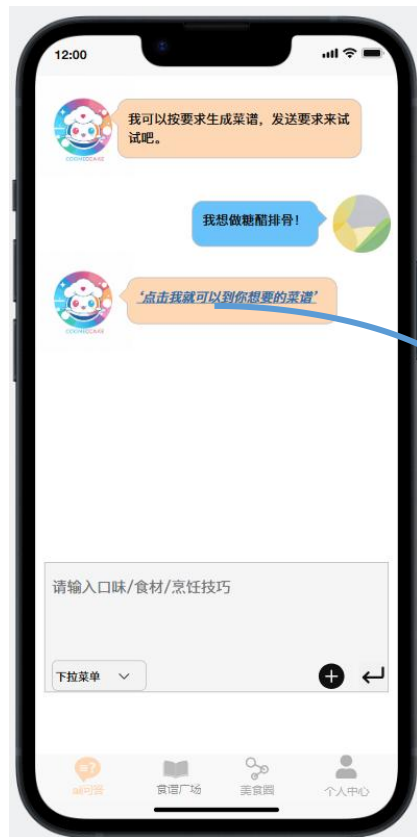 12:00
我可以按要求生成菜谱，发送要求来试
试吧。
我想做糖醋排骨！
‘点击我就可以到你想要的菜谱’
请输入口味/食材/烹饪技巧
下拉菜单
食谱广场
美食圈
个人中心